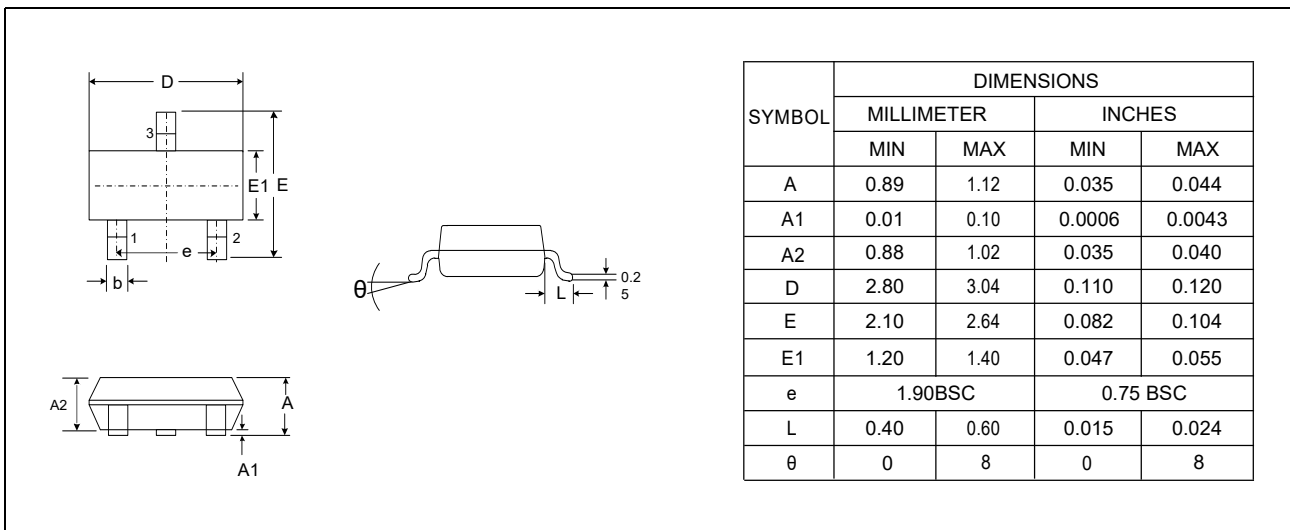 D
3
E1
E
1
2
e
b
θ
L
0.2
5
A2
A
A1
SYMBOL DIMENSIONS
MILLIMETER INCHES
MIN MAX MIN MAX
A 0.89 1.12 0.035 0.044
A1 0.01 0.10 0.0006 0.0043
A2 0.88 1.02 0.035 0.040
D 2.80 3.04 0.110 0.120
E 2.10 2.64 0.082 0.104
E1 1.20 1.40 0.047 0.055
e 1.90BSC 0.75 BSC
L 0.40 0.60 0.015 0.024
θ 0 8 0 8